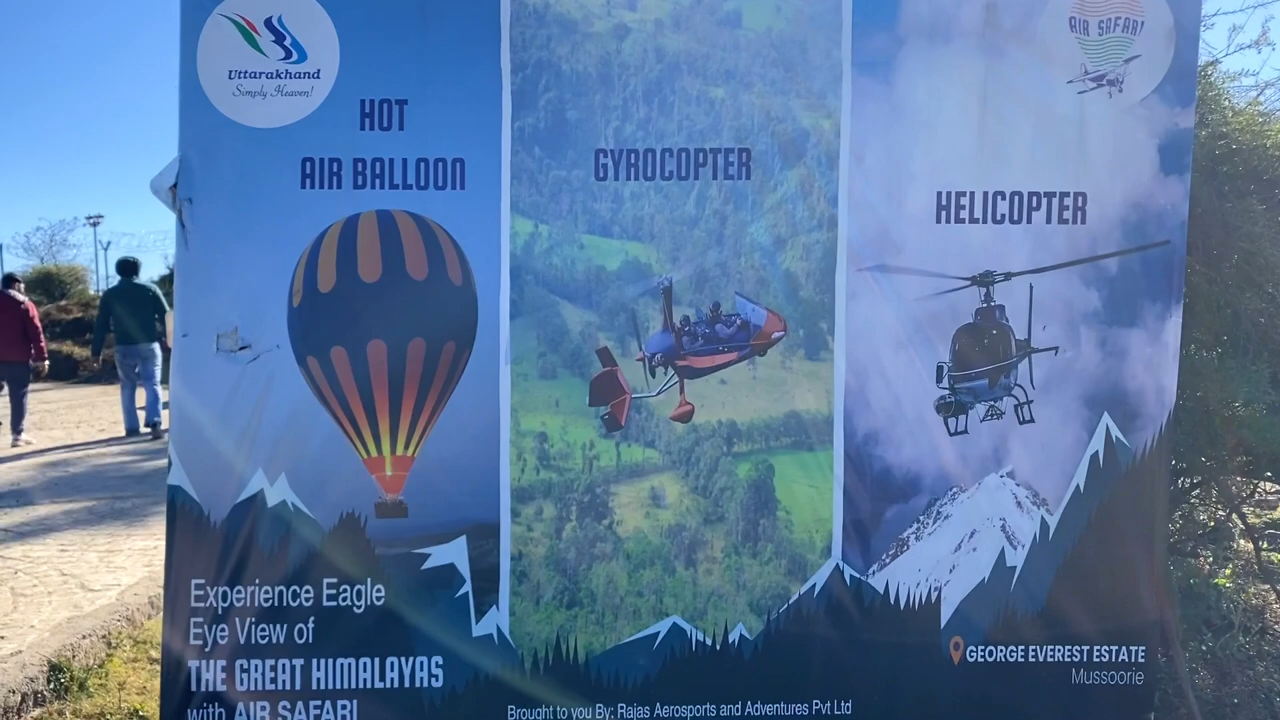 Uttarakhand
Simply Heaven!
HOT
AIR BALLOON
GYROCOPTER
HELICOPTER
AIR SAFARI
Experience Eagle
Eye View of
THE GREAT HIMALAYAS
with AIR SAFARI
GEORGE EVEREST ESTATE
Mussoorie
Brought to you By: Rajas Aerosports and Adventures Pvt Ltd